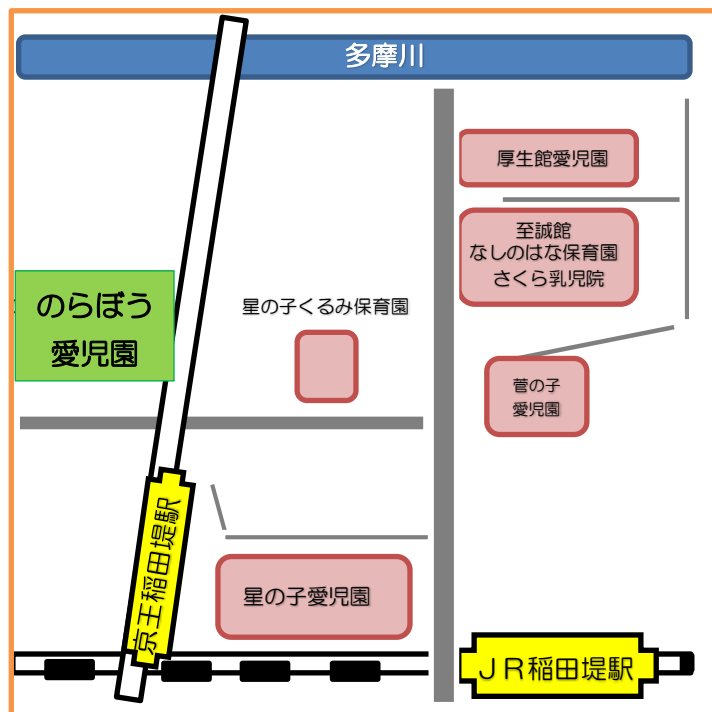 多摩川
厚生館愛児園
至誠館
なしのはな保育園
さくら乳児院
のらぼう
愛児園
星の子くるみ保育園
菅の子
愛児園
京王稲田堤駅
星の子愛児園
ＪＲ稲田堤駅